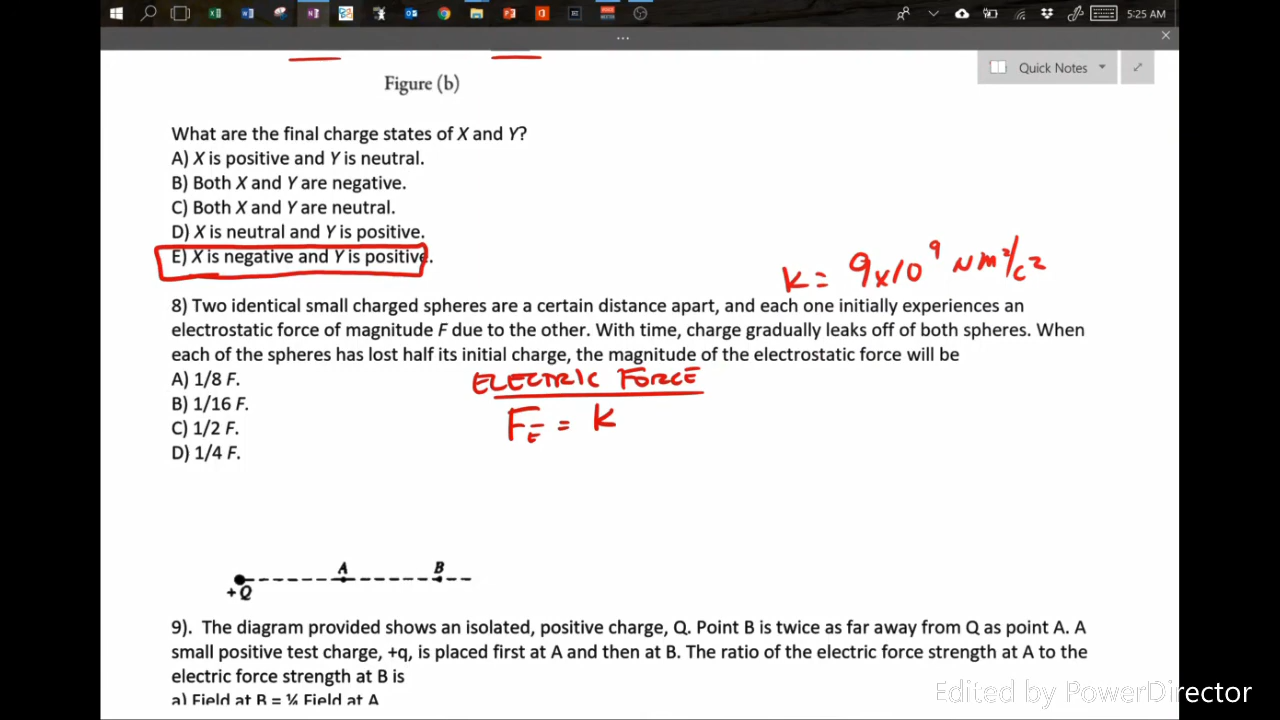 5:25 AM
Quick Notes
Figure (b)
What are the final charge states of X and Y?
A) X is positive and Y is neutral.
B) Both X and Y are negative.
C) Both X and Y are neutral.
D) X is neutral and Y is positive.
E) X is negative and Y is positive.
K = 9x10⁹ Nm²/C²
8) Two identical small charged spheres are a certain distance apart, and each one initially experiences an
electrostatic force of magnitude F due to the other. With time, charge gradually leaks off of both spheres. When
each of the spheres has lost half its initial charge, the magnitude of the electrostatic force will be
A) 1/8 F.
ELECTRIC FORCE
B) 1/16 F.
F_E = K
C) 1/2 F.
D) 1/4 F.
A B
+Q
9). The diagram provided shows an isolated, positive charge, Q. Point B is twice as far away from Q as point A. A
small positive test charge, +q, is placed first at A and then at B. The ratio of the electric force strength at A to the
electric force strength at B is
a) Field at B = ¼ Field at A
Edited by PowerDirector